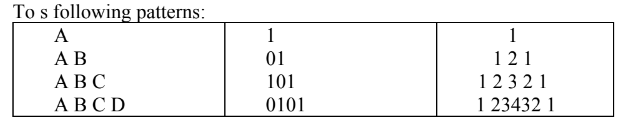 To s following patterns:
A 1 1
A B 01 1 2 1
A B C 101 1 2 3 2 1
A B C D 0101 1 23432 1